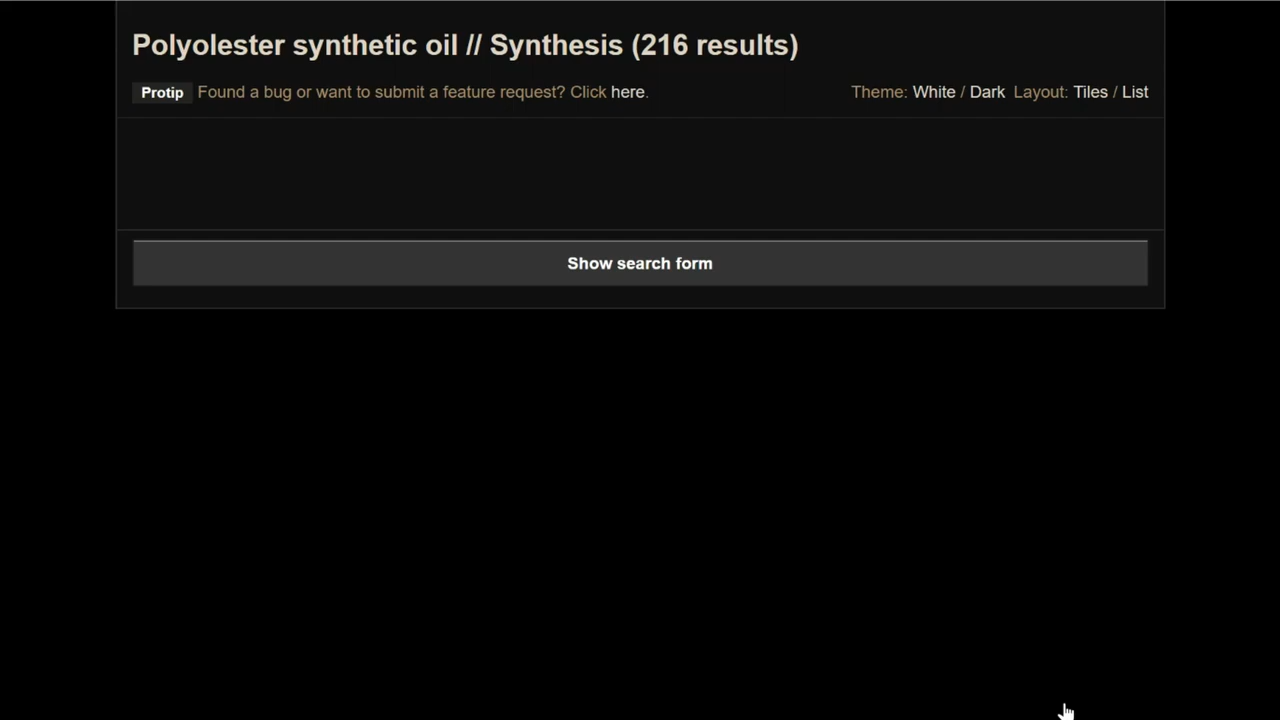 Polyolester synthetic oil // Synthesis (216 results)
Protip Found a bug or want to submit a feature request? Click here. Theme: White / Dark Layout: Tiles / List
Show search form